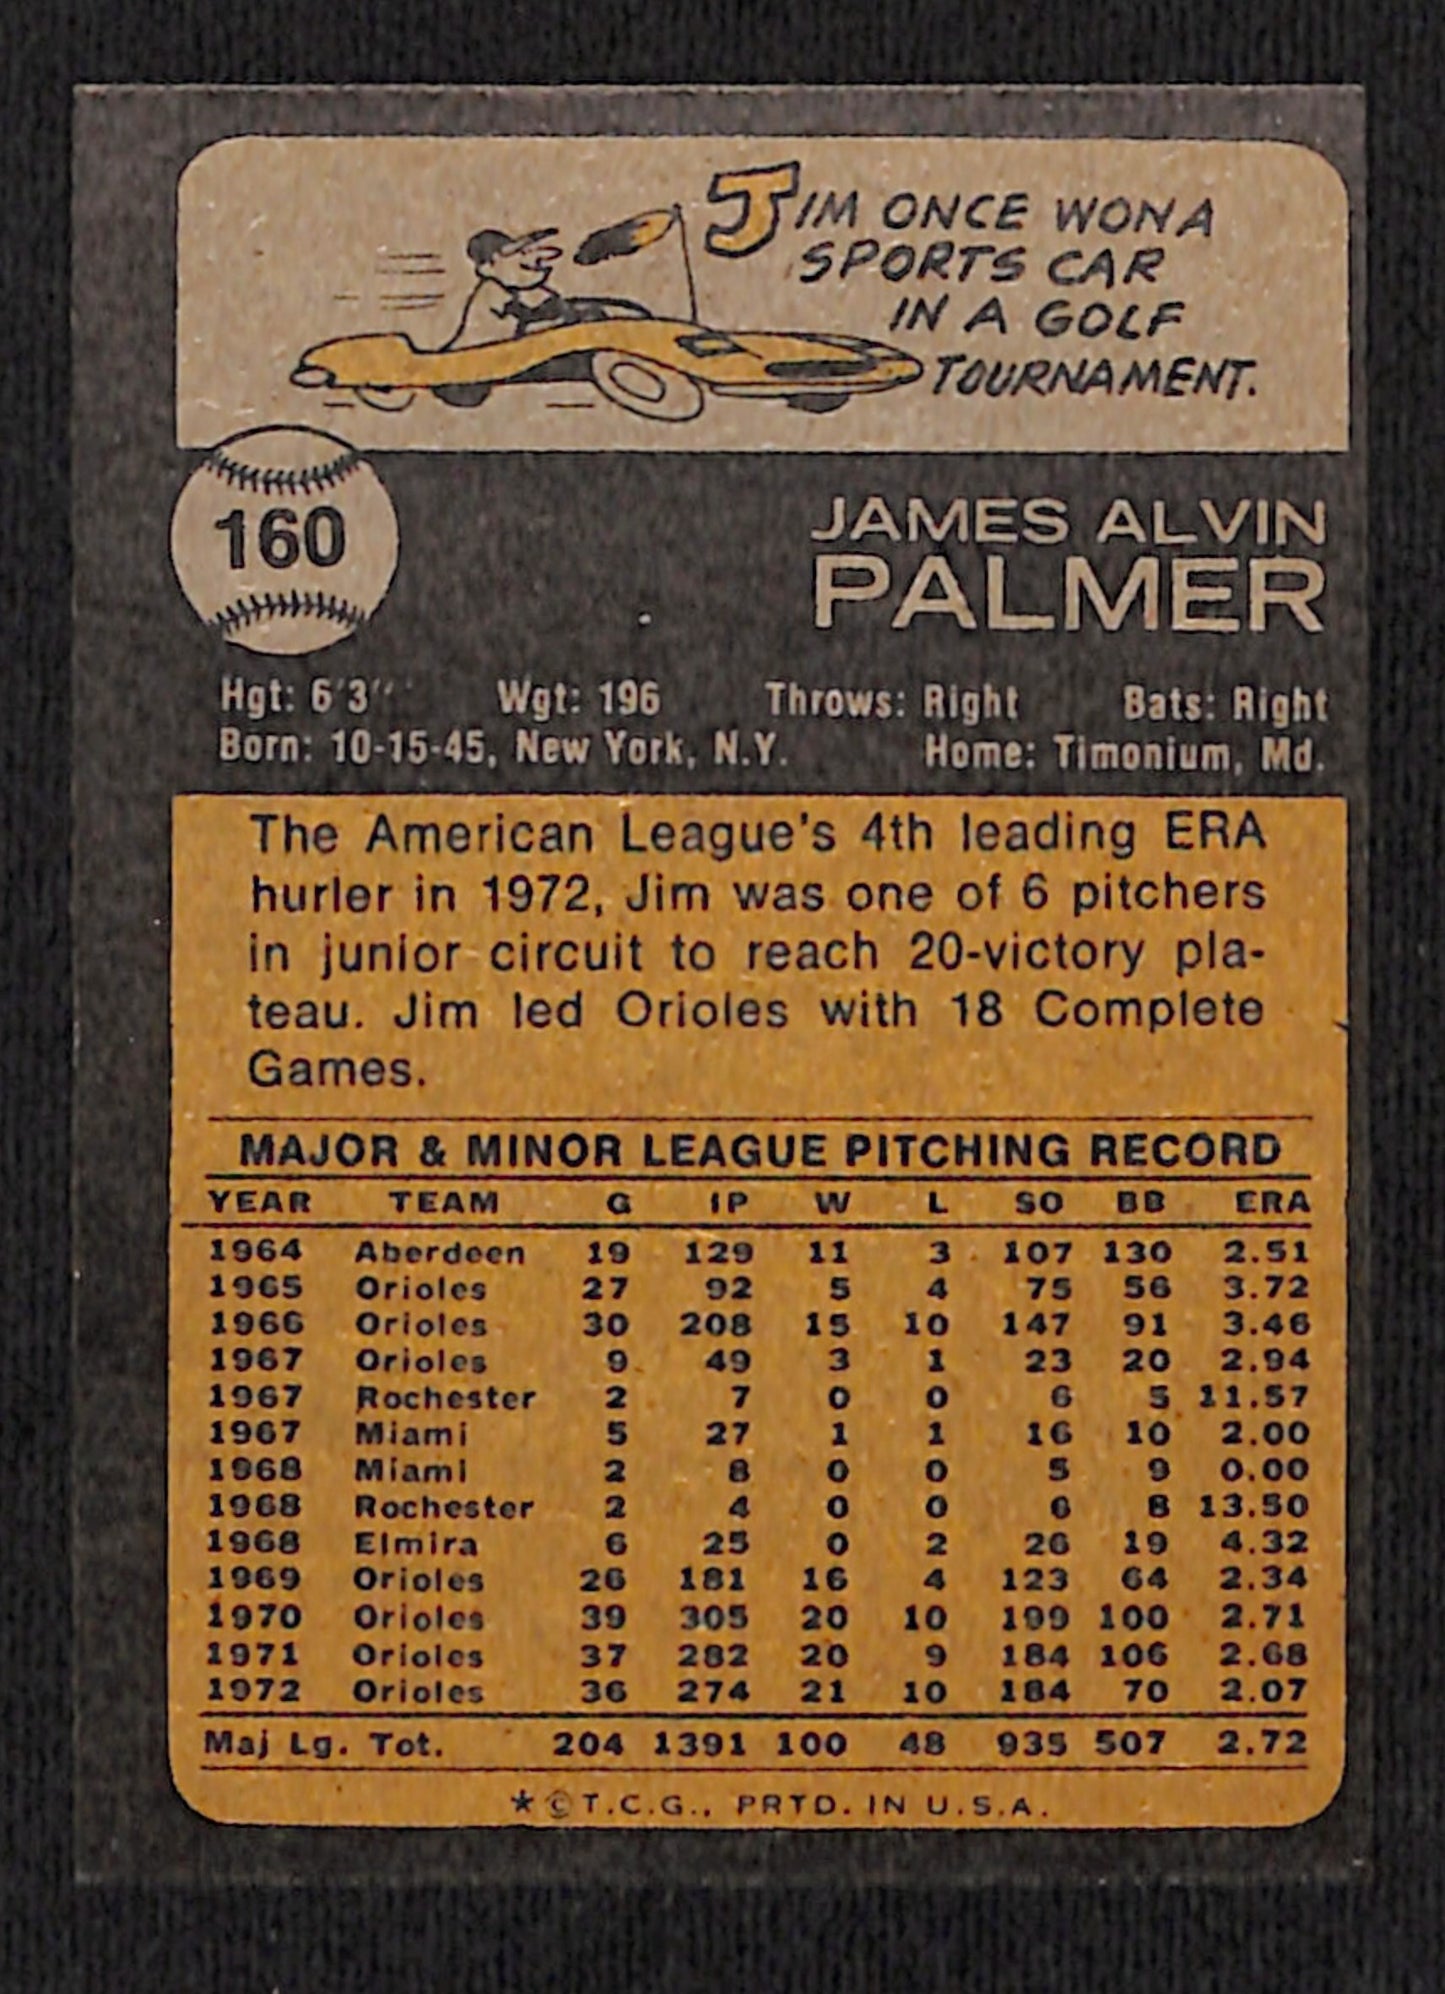 JIM ONCE WON A
SPORTS CAR
IN A GOLF
TOURNAMENT.
160
JAMES ALVIN
PALMER
Hgt: 6'3" Wgt: 196 Throws: Right Bats: Right
Born: 10-15-45, New York, N.Y. Home: Timonium, Md.
The American League's 4th leading ERA
hurler in 1972, Jim was one of 6 pitchers
in junior circuit to reach 20-victory pla-
teau. Jim led Orioles with 18 Complete
Games.
MAJOR & MINOR LEAGUE PITCHING RECORD
YEAR TEAM G IP W L SO BB ERA
1964 Aberdeen 19 129 11 3 107 130 2.51
1965 Orioles 27 92 5 4 75 56 3.72
1966 Orioles 30 208 15 10 147 91 3.46
1967 Orioles 9 49 3 1 23 20 2.94
1967 Rochester 2 7 0 0 6 5 11.57
1967 Miami 5 27 1 1 16 10 2.00
1968 Miami 2 8 0 0 5 9 0.00
1968 Rochester 2 4 0 0 6 8 13.50
1968 Elmira 6 25 0 2 26 19 4.32
1969 Orioles 26 181 16 4 123 64 2.34
1970 Orioles 39 305 20 10 199 100 2.71
1971 Orioles 37 282 20 9 184 106 2.68
1972 Orioles 36 274 21 10 184 70 2.07
Maj Lg. Tot. 204 1391 100 48 935 507 2.72
★ © T.C.G., PRTD. IN U.S.A.